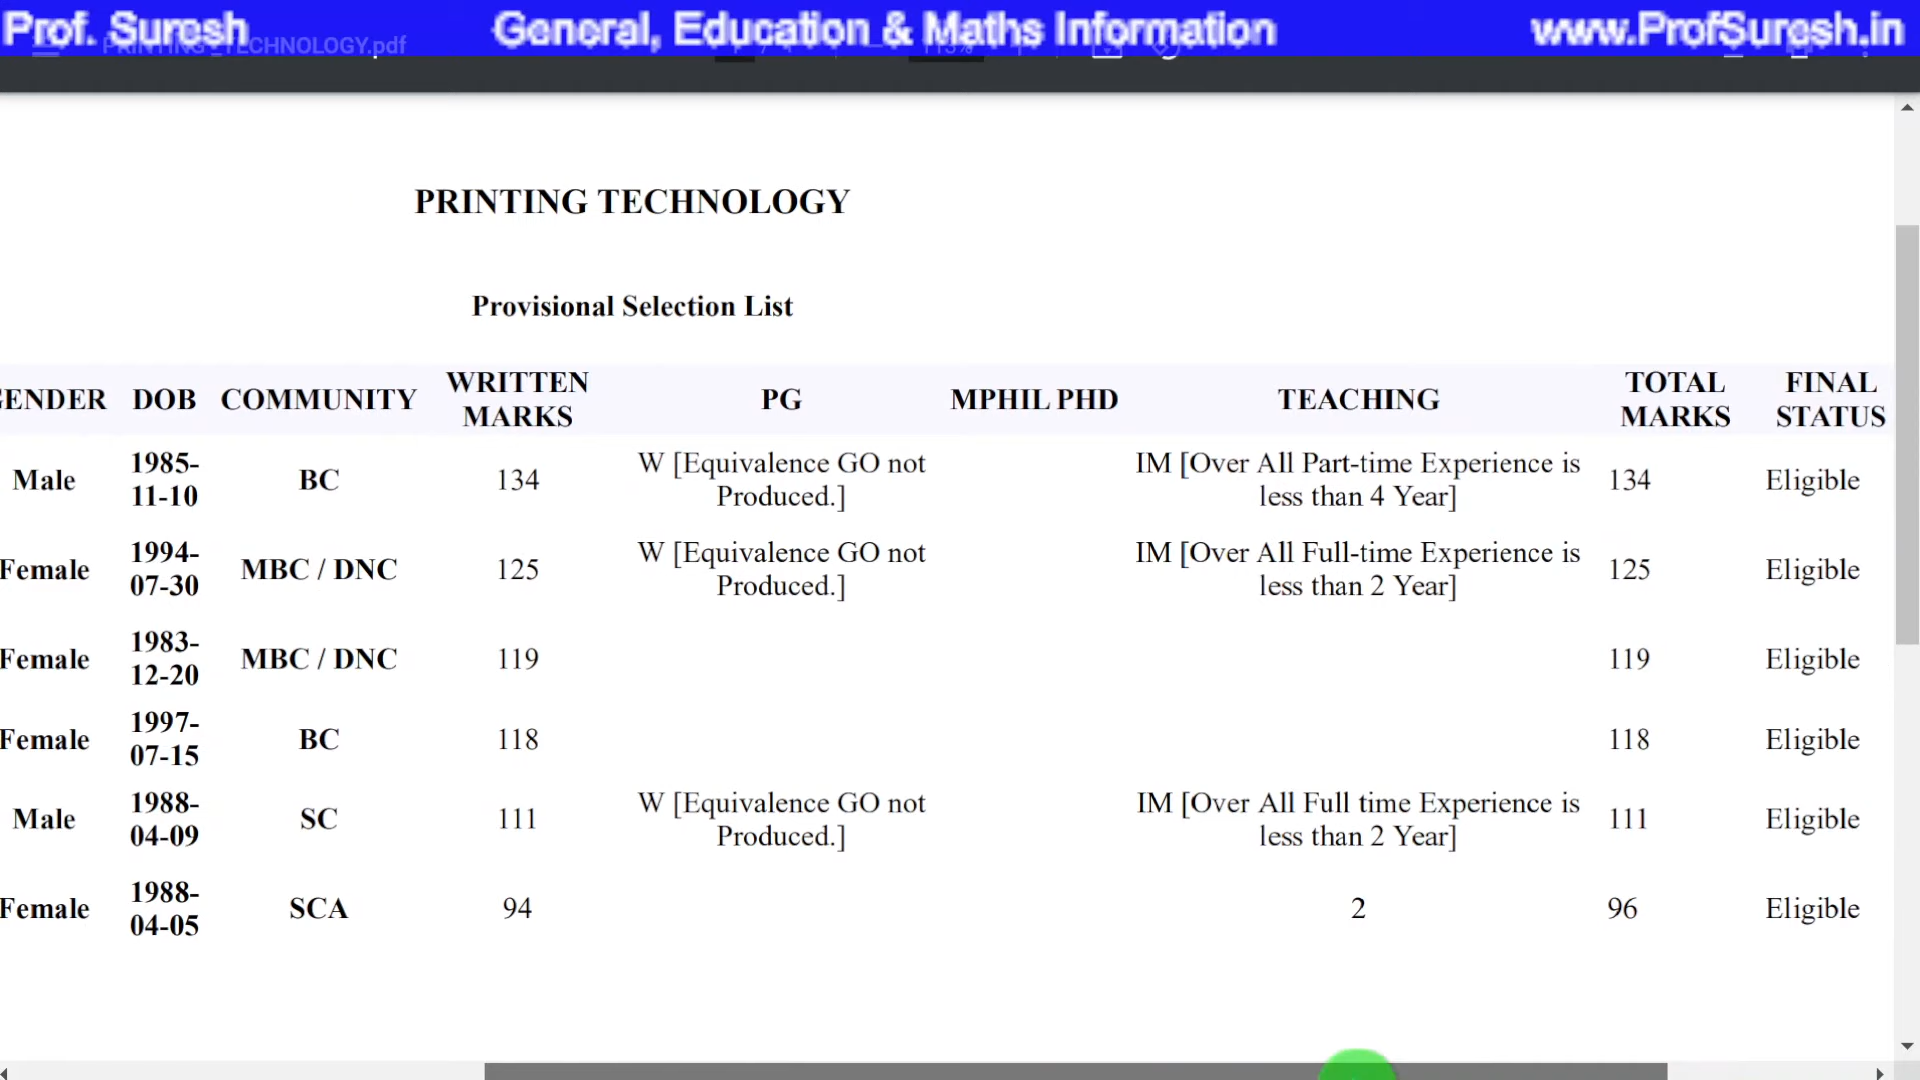 Prof. Suresh General, Education & Maths Information www.ProfSuresh.in
PRINTING_TECHNOLOGY.pdf
PRINTING TECHNOLOGY
Provisional Selection List
GENDER DOB COMMUNITY WRITTEN MARKS PG MPHIL PHD TEACHING TOTAL MARKS FINAL STATUS
Male 1985-11-10 BC 134 W [Equivalence GO not Produced.] IM [Over All Part-time Experience is less than 4 Year] 134 Eligible
Female 1994-07-30 MBC / DNC 125 W [Equivalence GO not Produced.] IM [Over All Full-time Experience is less than 2 Year] 125 Eligible
Female 1983-12-20 MBC / DNC 119 119 Eligible
Female 1997-07-15 BC 118 118 Eligible
Male 1988-04-09 SC 111 W [Equivalence GO not Produced.] IM [Over All Full time Experience is less than 2 Year] 111 Eligible
Female 1988-04-05 SCA 94 2 96 Eligible